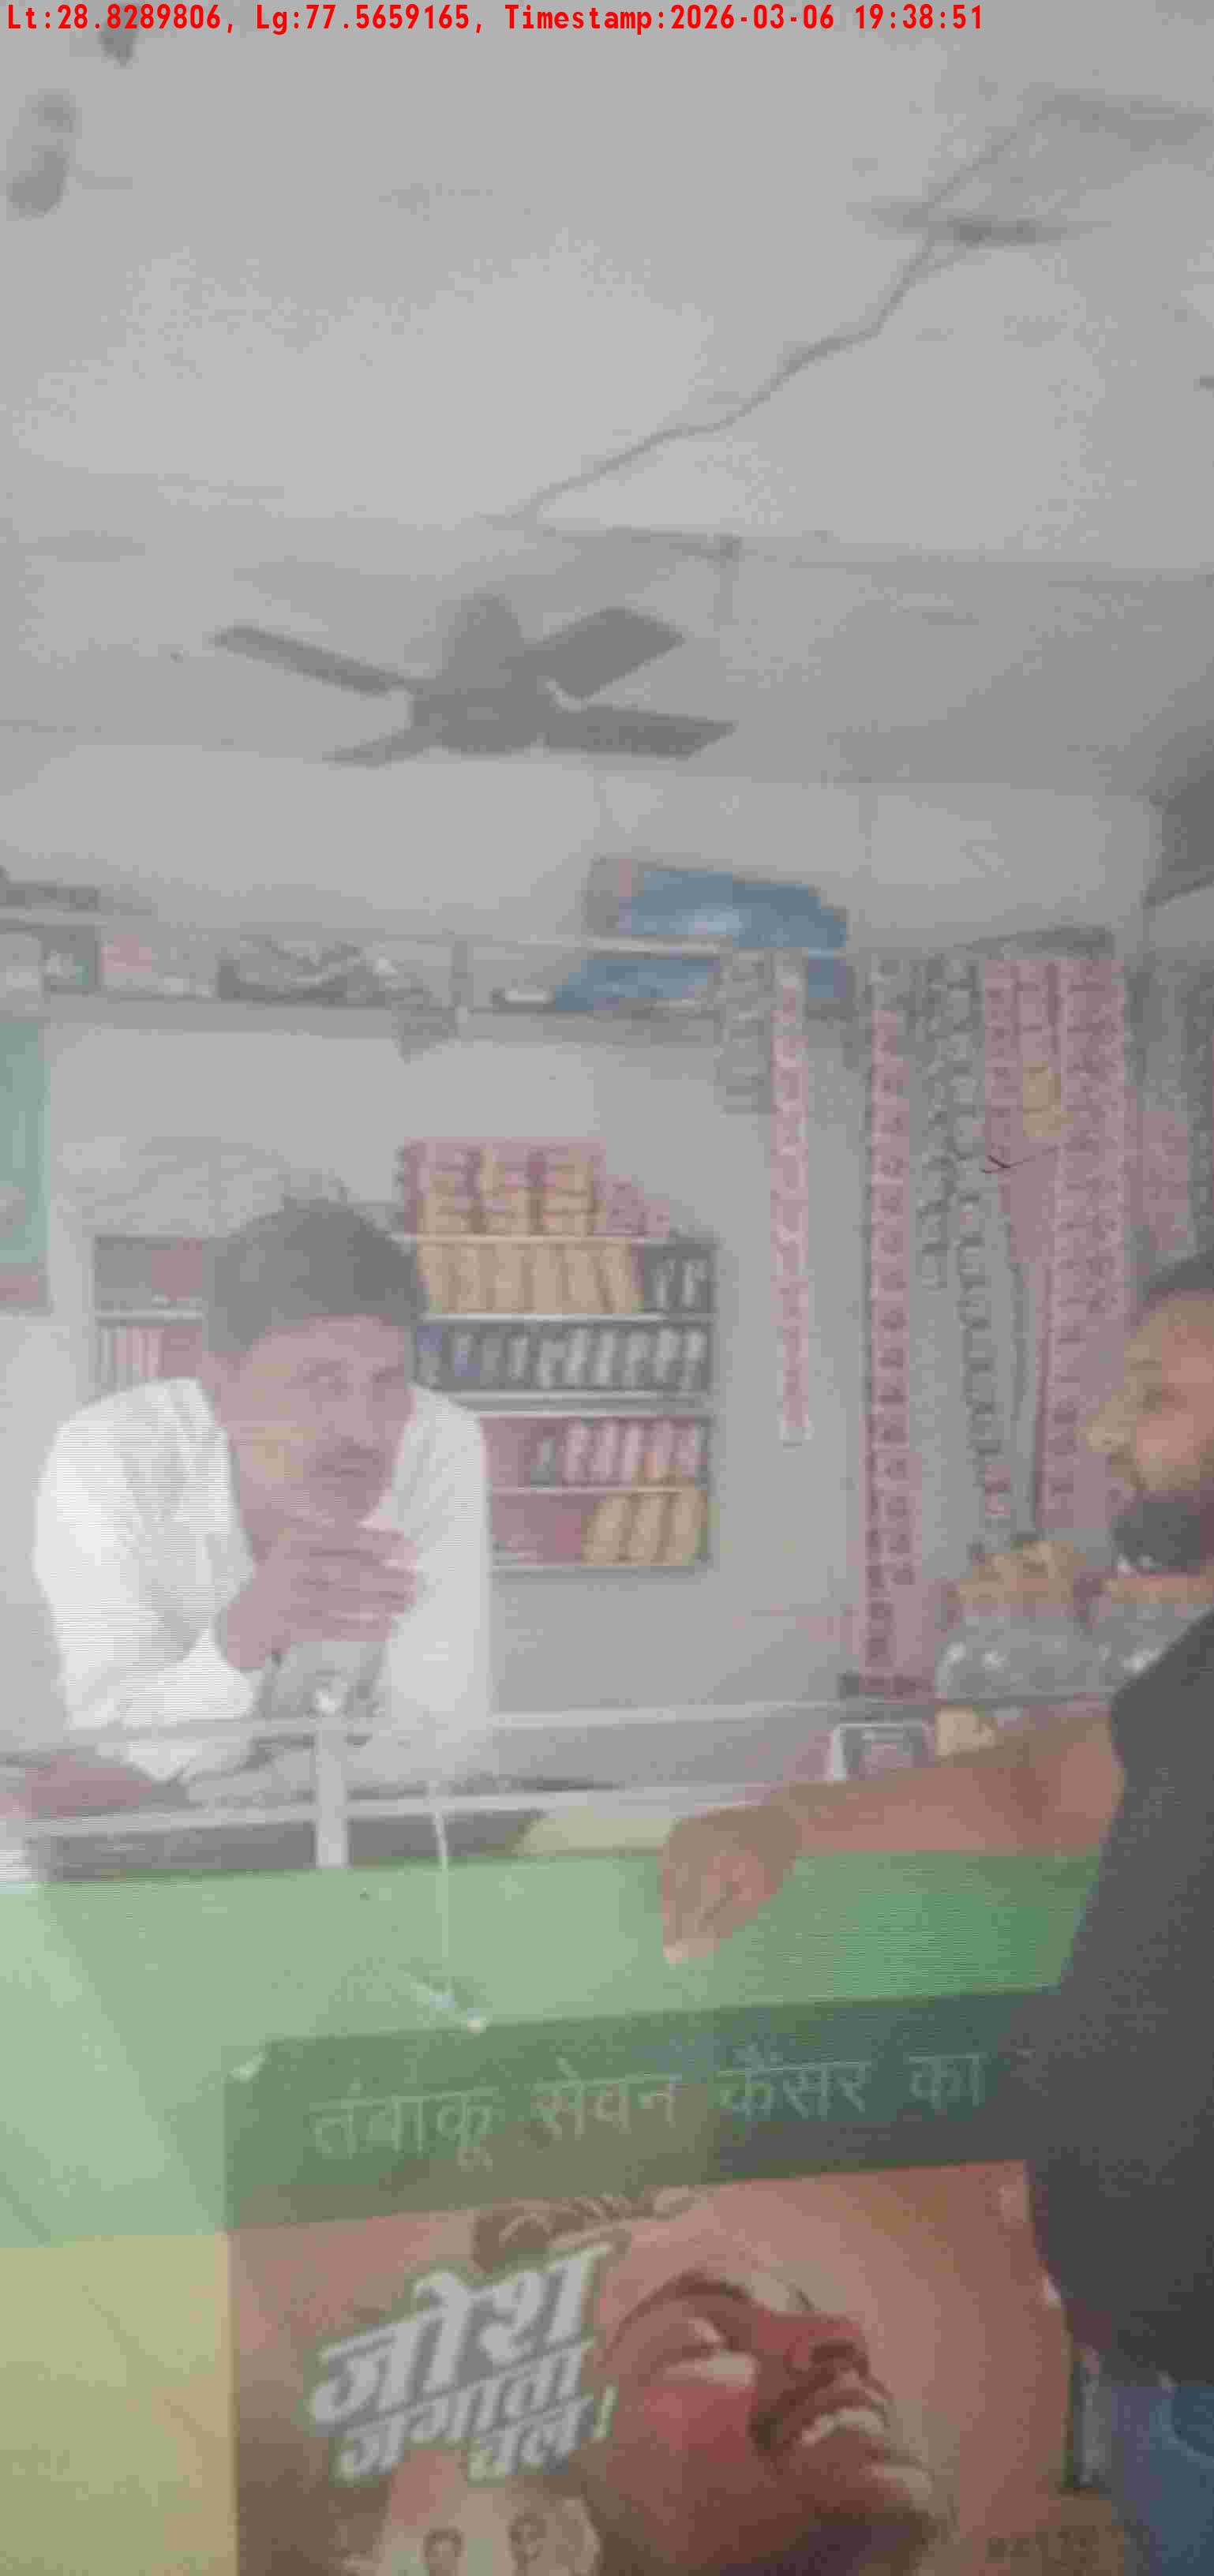 Lt:28.8289806, Lg:77.5659165, Timestamp:2026-03-06 19:38:51
तंबाकू सेवन कैंसर का
जोश
जगाता
चल!